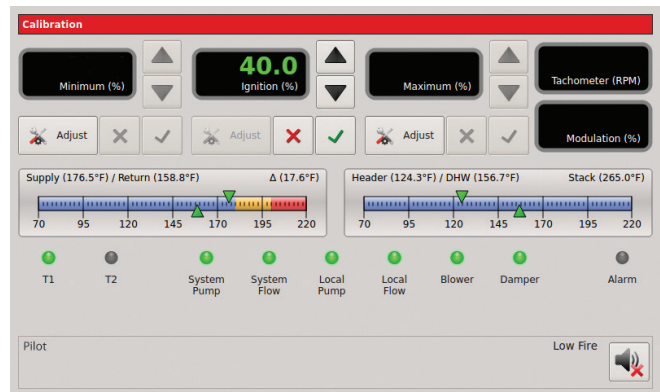 Calibration
Minimum (%)
40.0
Ignition (%)
Maximum (%)
Tachometer (RPM)
Modulation (%)
Adjust
Adjust
Adjust
Supply (176.5°F) / Return (158.8°F) Δ (17.6°F)
70 95 120 145 170 195 220
Header (124.3°F) / DHW (156.7°F) Stack (265.0°F)
70 95 120 145 170 195 220
T1
T2
System
Pump
System
Flow
Local
Pump
Local
Flow
Blower
Damper
Alarm
Pilot
Low Fire